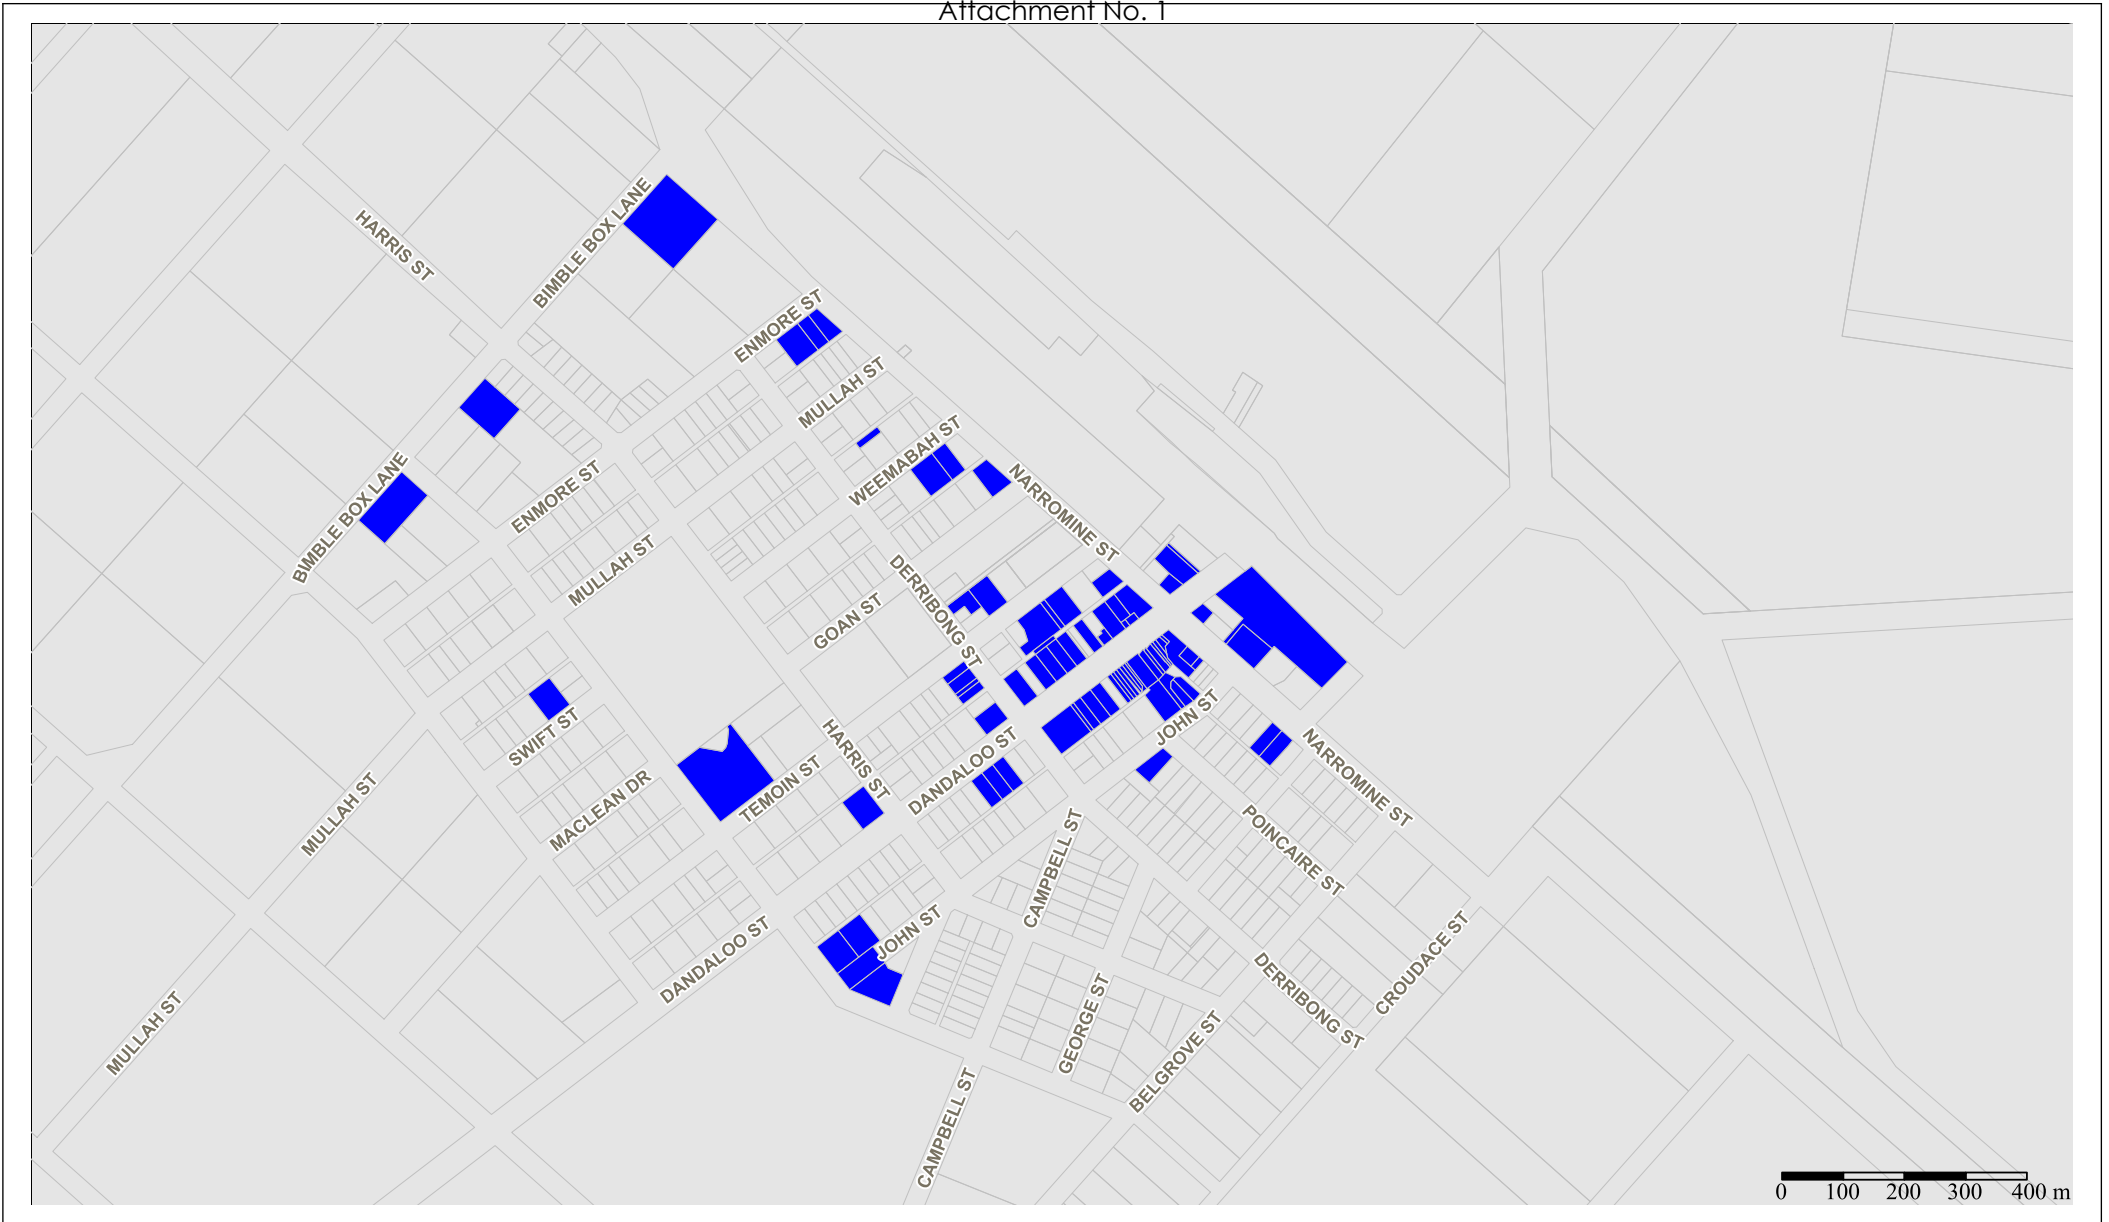 Attachment No. 1
HARRIS ST
BIMBLE BOX LANE
ENMORE ST
MULLAH ST
WEEMABAH ST
NARROMINE ST
BIMBLE BOX LANE
ENMORE ST
MULLAH ST
DERRIBONG ST
GOAN ST
SWIFT ST
MACLEAN DR
HARRIS ST
TEMOIN ST
DANDALOO ST
JOHN ST
NARROMINE ST
MULLAH ST
POINCAIRE ST
CAMPBELL ST
JOHN ST
DANDALOO ST
CROUDACE ST
DERRIBONG ST
GEORGE ST
BELGROVE ST
MULLAH ST
CAMPBELL ST
0 100 200 300 400 m